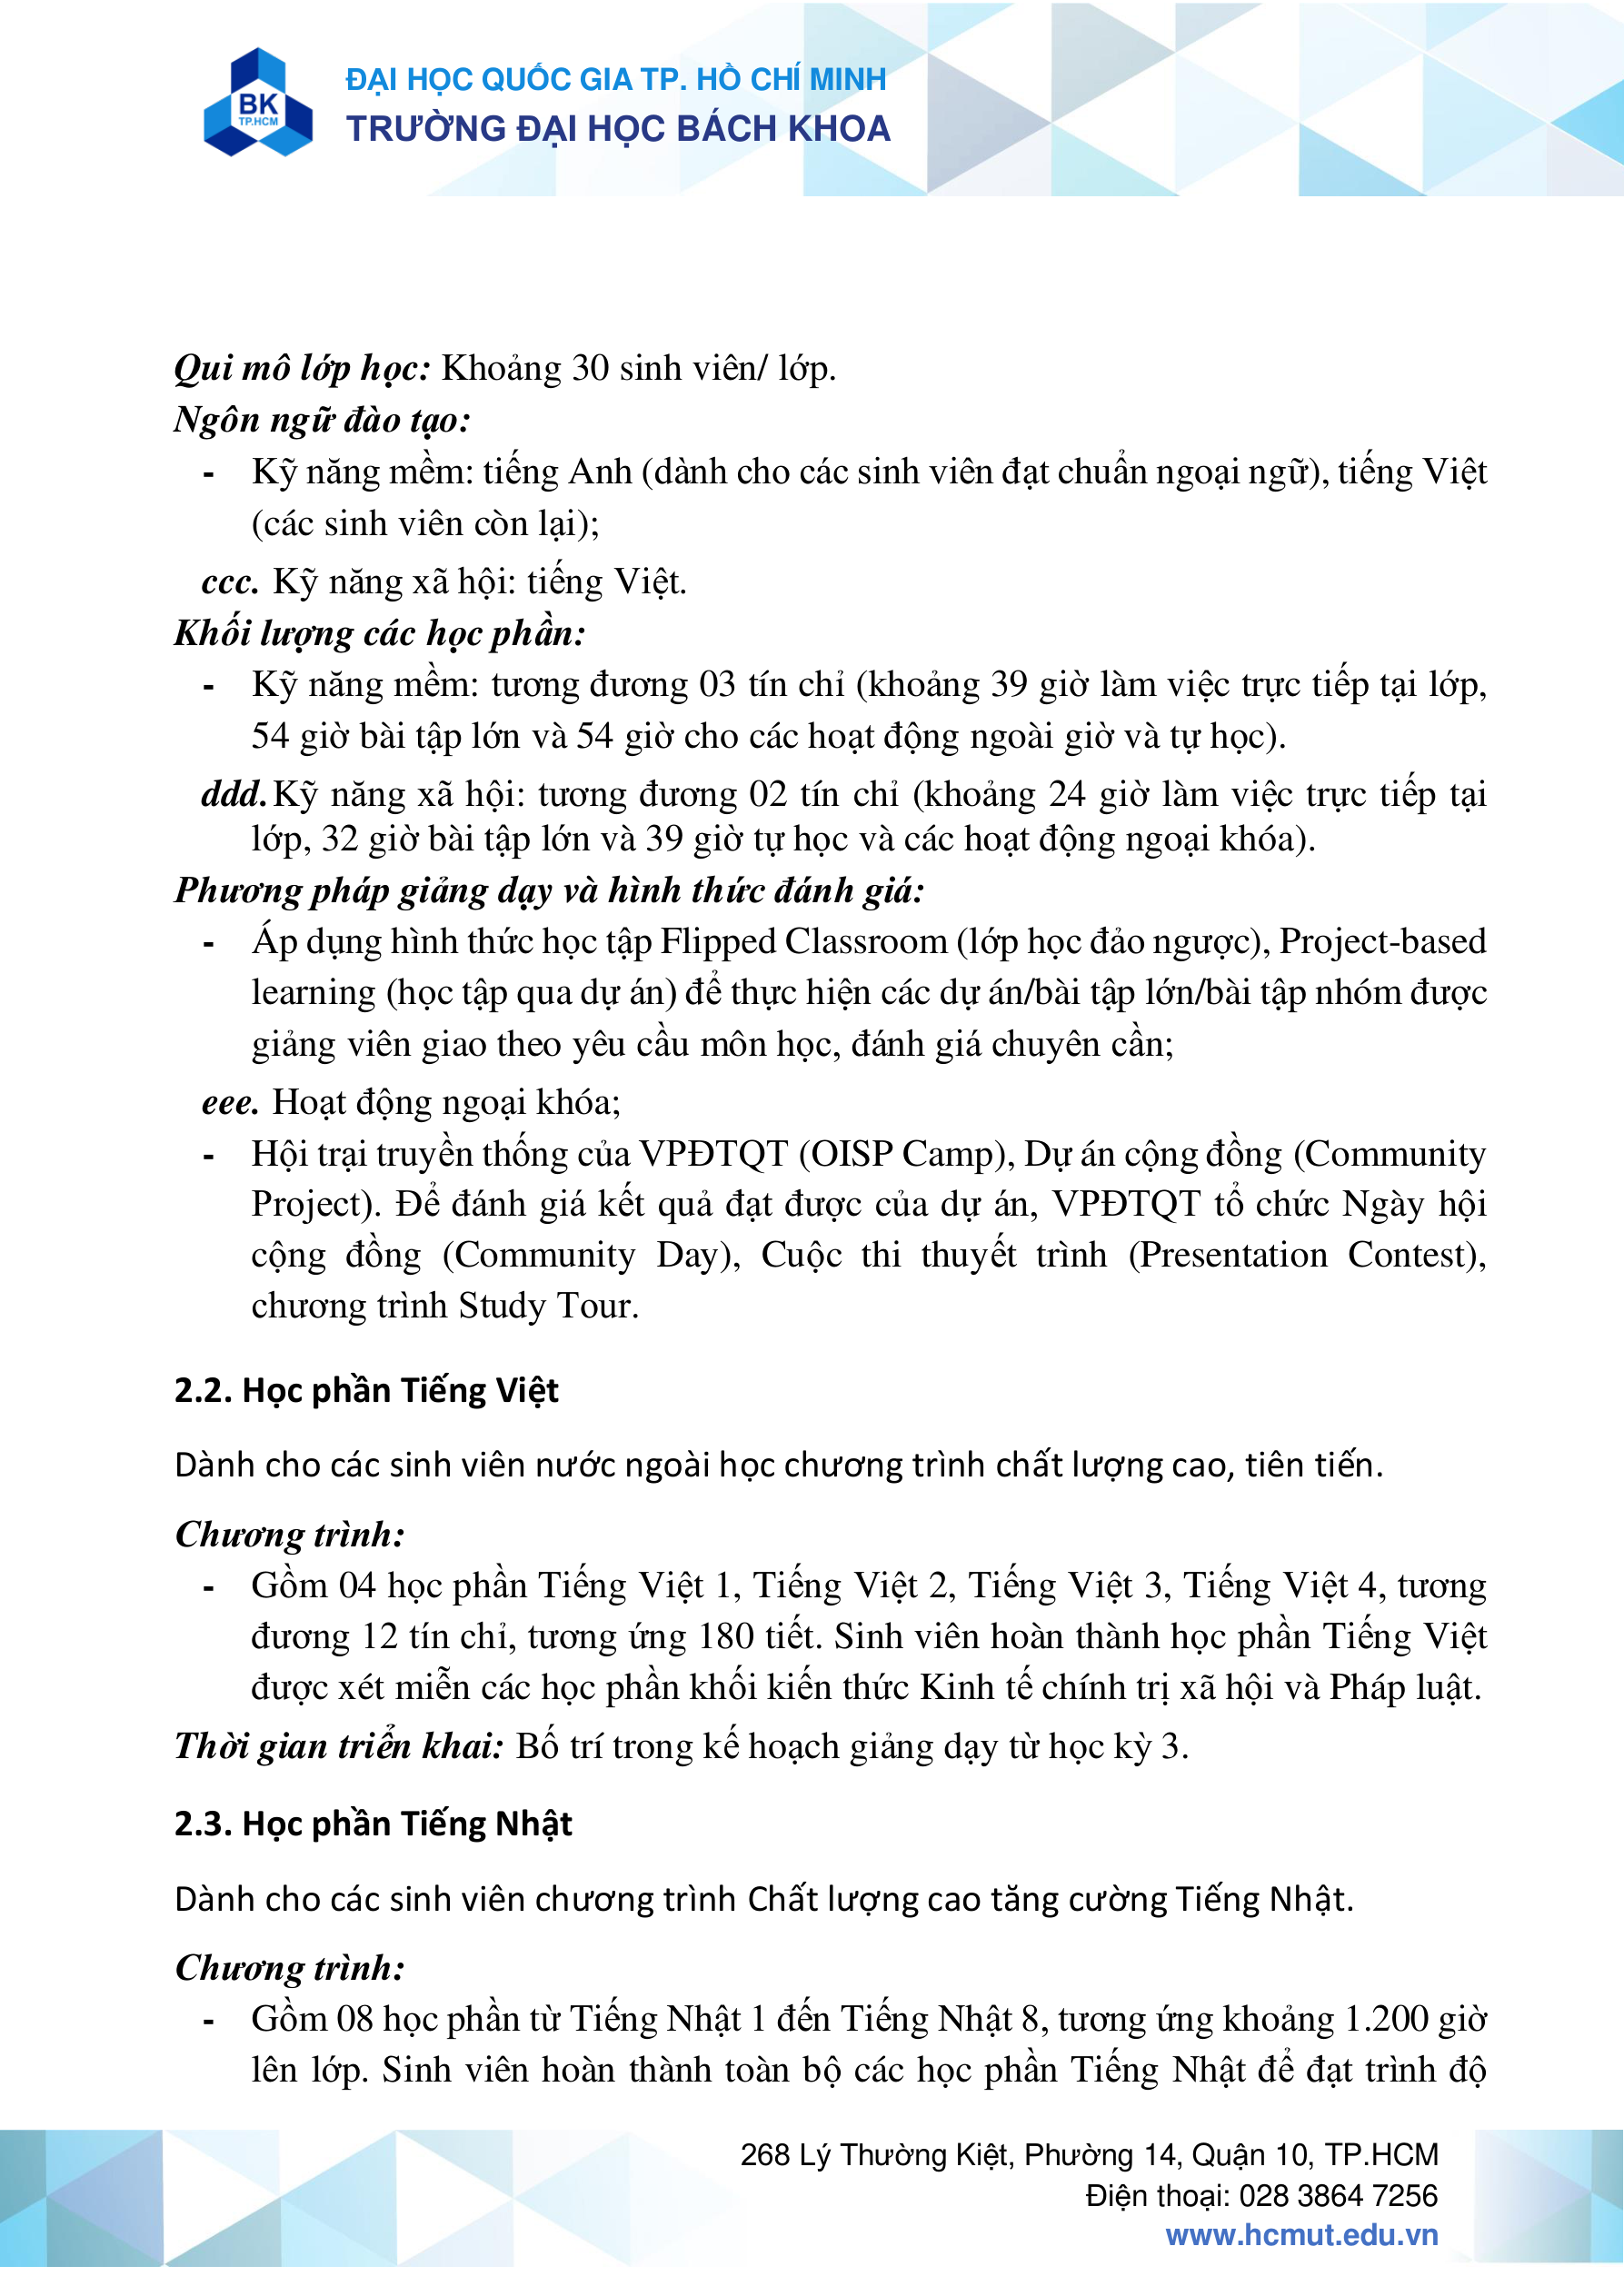 BK
TP.HCM
ĐẠI HỌC QUỐC GIA TP. HỒ CHÍ MINH
TRƯỜNG ĐẠI HỌC BÁCH KHOA
Qui mô lớp học: Khoảng 30 sinh viên/ lớp.
Ngôn ngữ đào tạo:
- Kỹ năng mềm: tiếng Anh (dành cho các sinh viên đạt chuẩn ngoại ngữ), tiếng Việt
(các sinh viên còn lại);
ccc. Kỹ năng xã hội: tiếng Việt.
Khối lượng các học phần:
- Kỹ năng mềm: tương đương 03 tín chỉ (khoảng 39 giờ làm việc trực tiếp tại lớp,
54 giờ bài tập lớn và 54 giờ cho các hoạt động ngoài giờ và tự học).
ddd. Kỹ năng xã hội: tương đương 02 tín chỉ (khoảng 24 giờ làm việc trực tiếp tại
lớp, 32 giờ bài tập lớn và 39 giờ tự học và các hoạt động ngoại khóa).
Phương pháp giảng dạy và hình thức đánh giá:
- Áp dụng hình thức học tập Flipped Classroom (lớp học đảo ngược), Project-based
learning (học tập qua dự án) để thực hiện các dự án/bài tập lớn/bài tập nhóm được
giảng viên giao theo yêu cầu môn học, đánh giá chuyên cần;
eee. Hoạt động ngoại khóa;
- Hội trại truyền thống của VPĐTQT (OISP Camp), Dự án cộng đồng (Community
Project). Để đánh giá kết quả đạt được của dự án, VPĐTQT tổ chức Ngày hội
cộng đồng (Community Day), Cuộc thi thuyết trình (Presentation Contest),
chương trình Study Tour.
2.2. Học phần Tiếng Việt
Dành cho các sinh viên nước ngoài học chương trình chất lượng cao, tiên tiến.
Chương trình:
- Gồm 04 học phần Tiếng Việt 1, Tiếng Việt 2, Tiếng Việt 3, Tiếng Việt 4, tương
đương 12 tín chỉ, tương ứng 180 tiết. Sinh viên hoàn thành học phần Tiếng Việt
được xét miễn các học phần khối kiến thức Kinh tế chính trị xã hội và Pháp luật.
Thời gian triển khai: Bố trí trong kế hoạch giảng dạy từ học kỳ 3.
2.3. Học phần Tiếng Nhật
Dành cho các sinh viên chương trình Chất lượng cao tăng cường Tiếng Nhật.
Chương trình:
- Gồm 08 học phần từ Tiếng Nhật 1 đến Tiếng Nhật 8, tương ứng khoảng 1.200 giờ
lên lớp. Sinh viên hoàn thành toàn bộ các học phần Tiếng Nhật để đạt trình độ
268 Lý Thường Kiệt, Phường 14, Quận 10, TP.HCM
Điện thoại: 028 3864 7256
www.hcmut.edu.vn